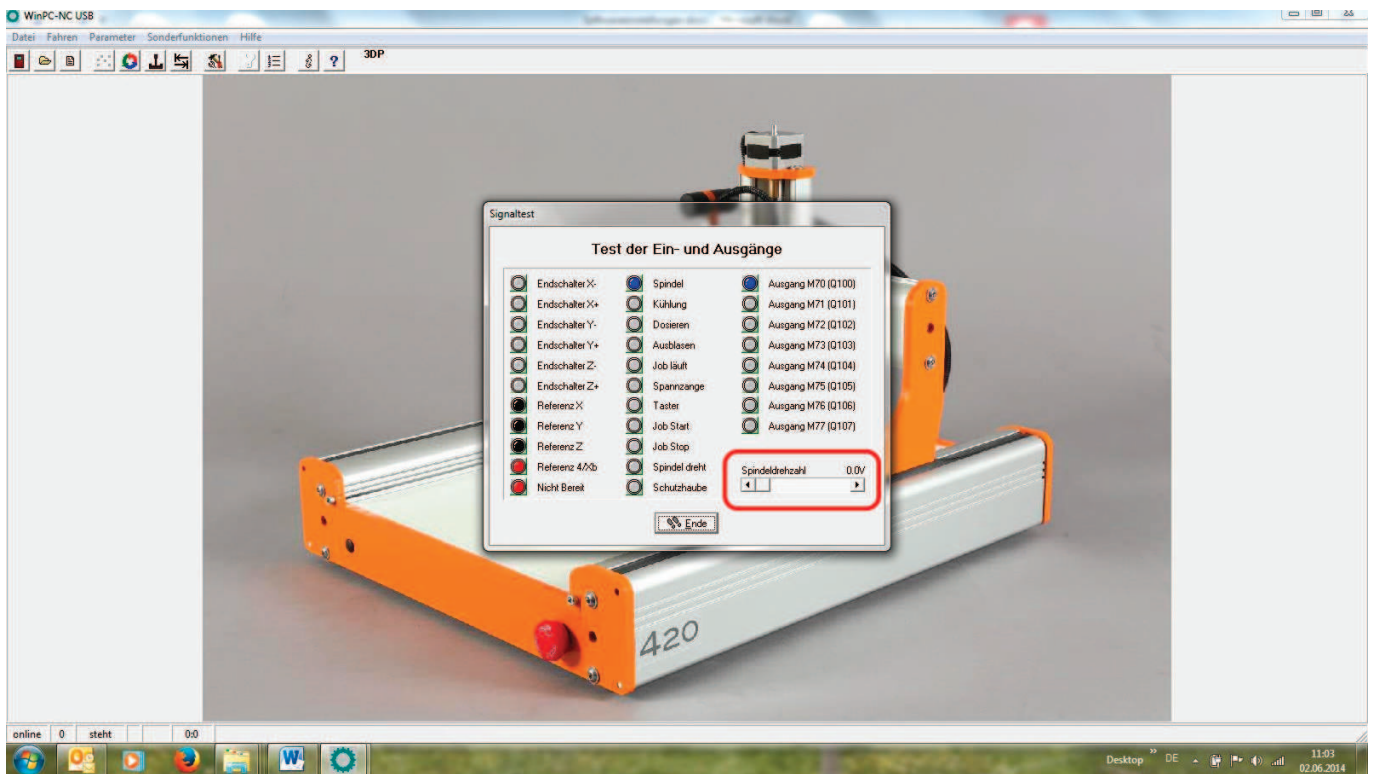 WinPC-NC USB
Datei Fahren Parameter Sonderfunktionen Hilfe
? 3DP
Signaltest
Test der Ein- und Ausgänge
Endschalter X- Spindel Ausgang M70 (Q100)
Endschalter X+ Kühlung Ausgang M71 (Q101)
Endschalter Y- Dosieren Ausgang M72 (Q102)
Endschalter Y+ Ausblasen Ausgang M73 (Q103)
Endschalter Z- Job läuft Ausgang M74 (Q104)
Endschalter Z+ Spannzange Ausgang M75 (Q105)
Referenz X Taster Ausgang M76 (Q106)
Referenz Y Job Start Ausgang M77 (Q107)
Referenz Z Job Stop
Referenz 4/Xb Spindel dreht Spindeldrehzahl 0.0V
Nicht Bereit Schutzhaube
Ende
420
online 0 steht 0:0
Desktop » DE 11:03
02.06.2014